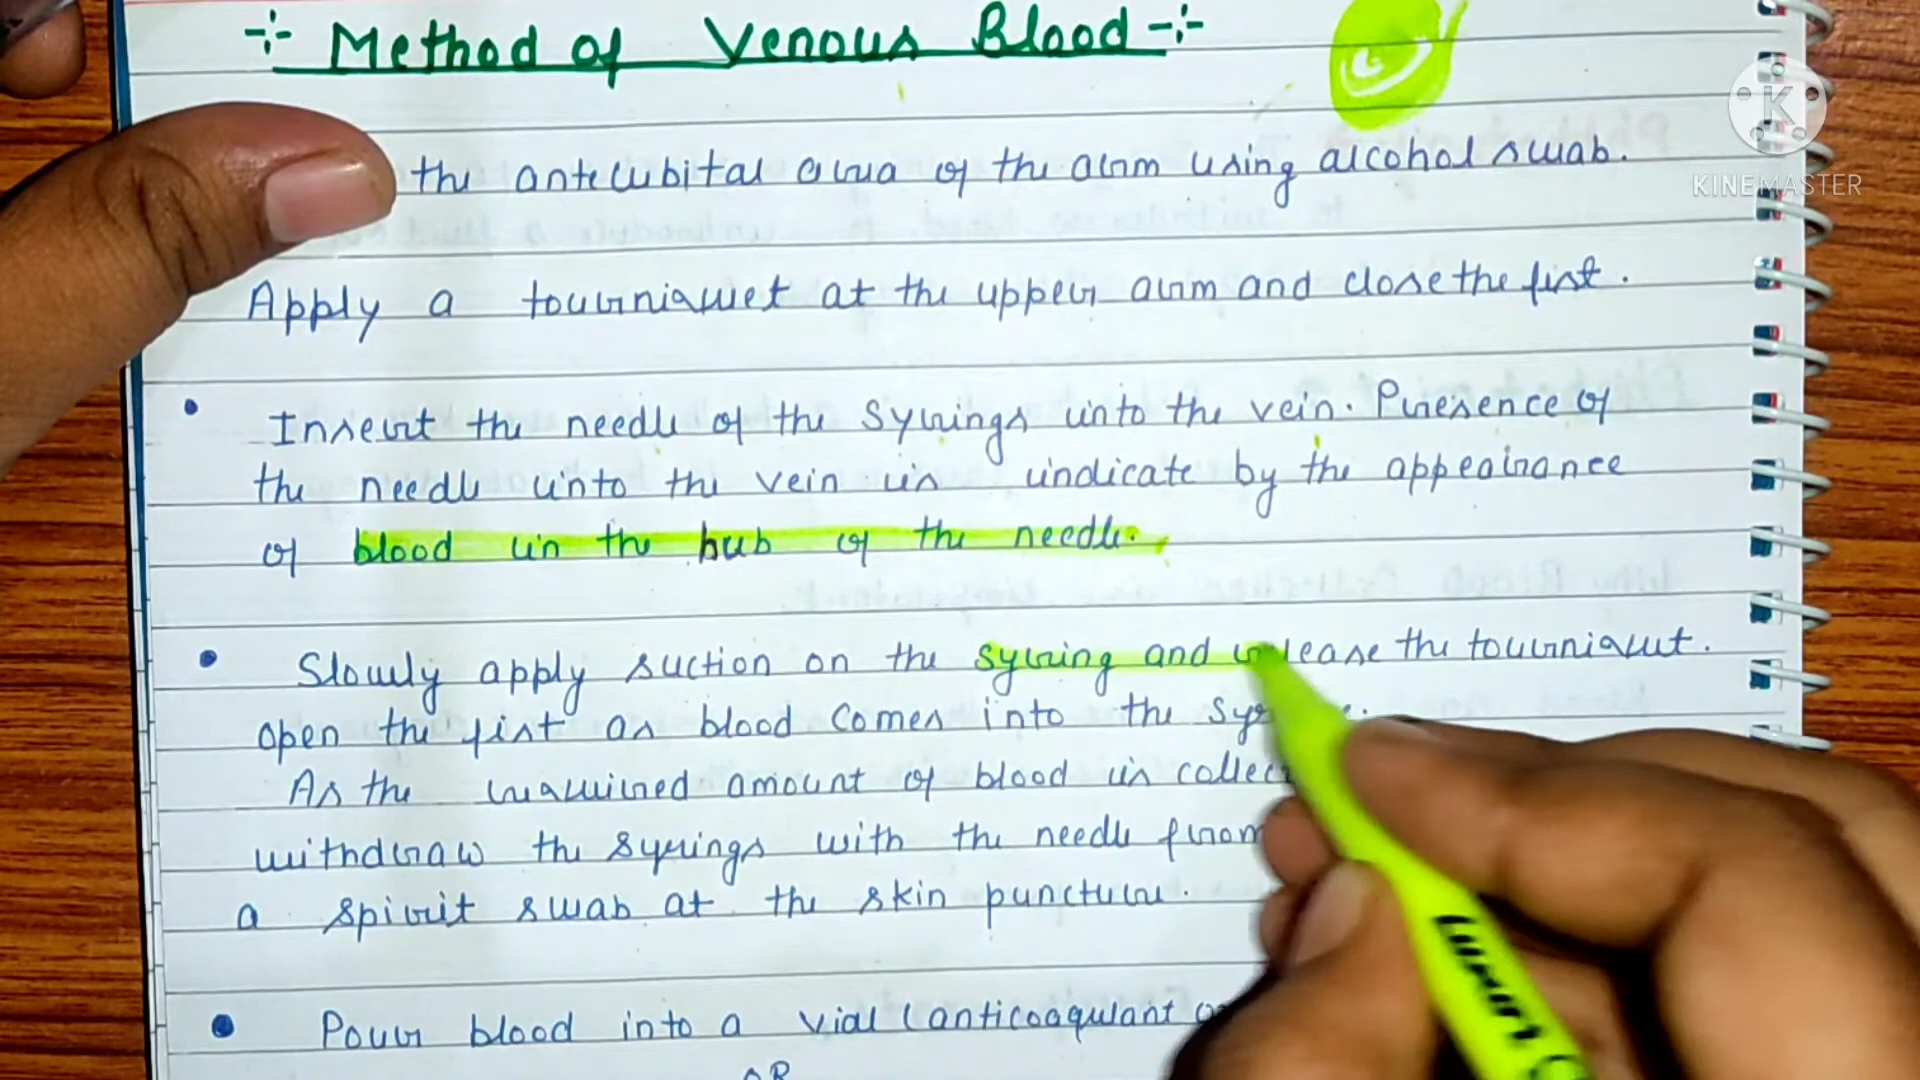 Method of Venous Blood
KINEMASTER
the antecubital area of the arm using alcohol swab.
Apply a tourniquet at the upper arm and close the fist.
Insert the needle of the syrings into the vein. Presence of
the needle into the vein is indicate by the appearance
of blood in the hub of the needle.
Slowly apply suction on the syring and release the tourniquet.
open the fist as blood comes into the
As the required amount of blood is
withdraw the syrings with the needle from
a spirit swab at the skin puncture.
Pour blood into a vial (anticoagulant
OR